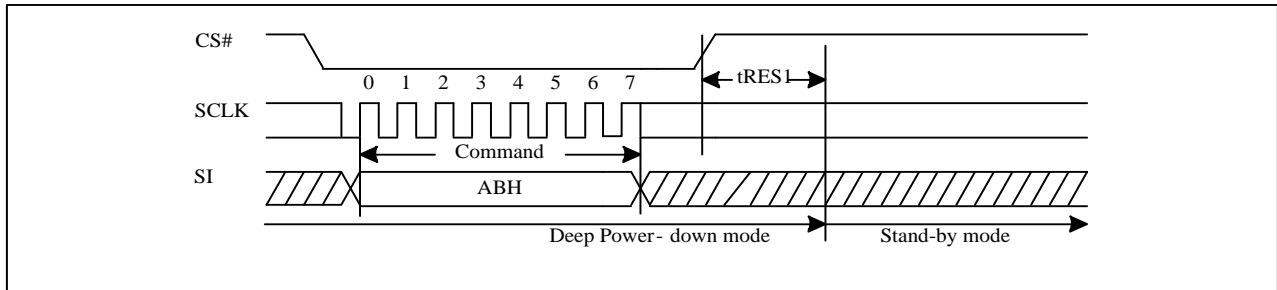 CS#
tRES1
0 1 2 3 4 5 6 7
SCLK
Command
SI
ABH
Deep Power- down mode
Stand-by mode